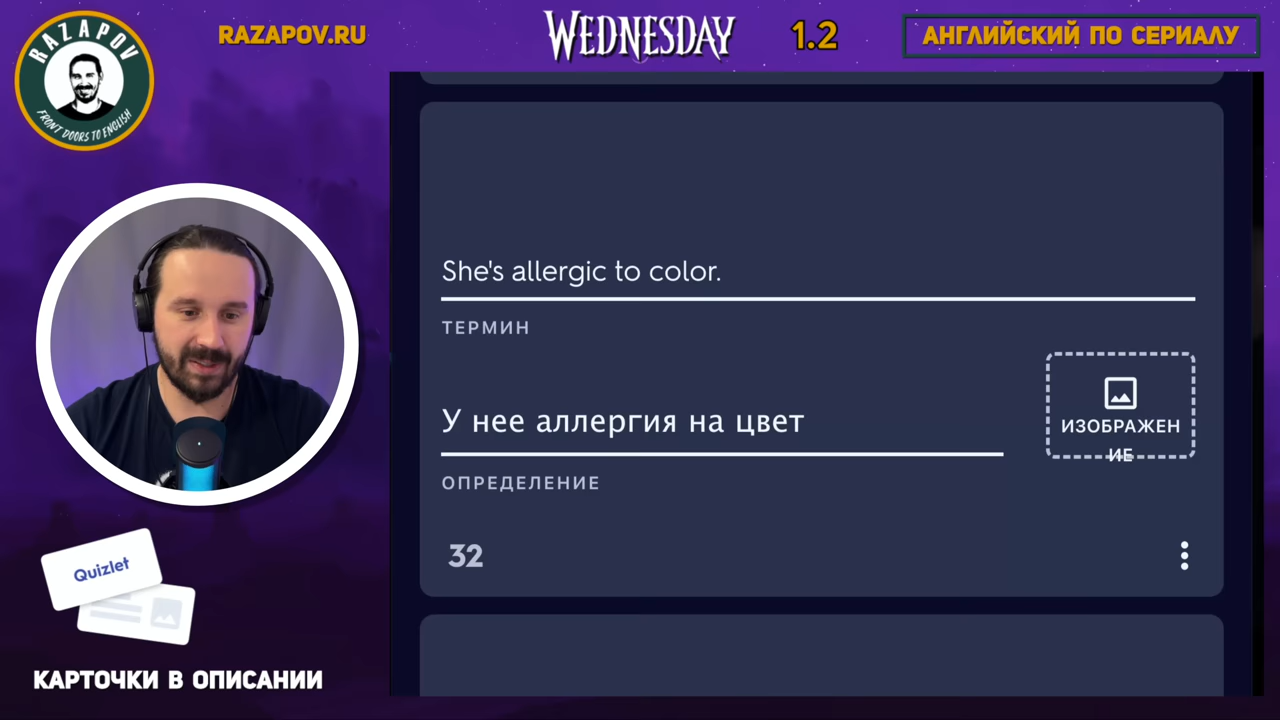 RAZAPOV
FRONT DOORS TO ENGLISH
RAZAPOV.RU
WEDNESDAY
1.2
АНГЛИЙСКИЙ ПО СЕРИАЛУ
She's allergic to color.
ТЕРМИН
У нее аллергия на цвет
ИЗОБРАЖЕН
ИЕ
ОПРЕДЕЛЕНИЕ
32
Quizlet
КАРТОЧКИ В ОПИСАНИИ